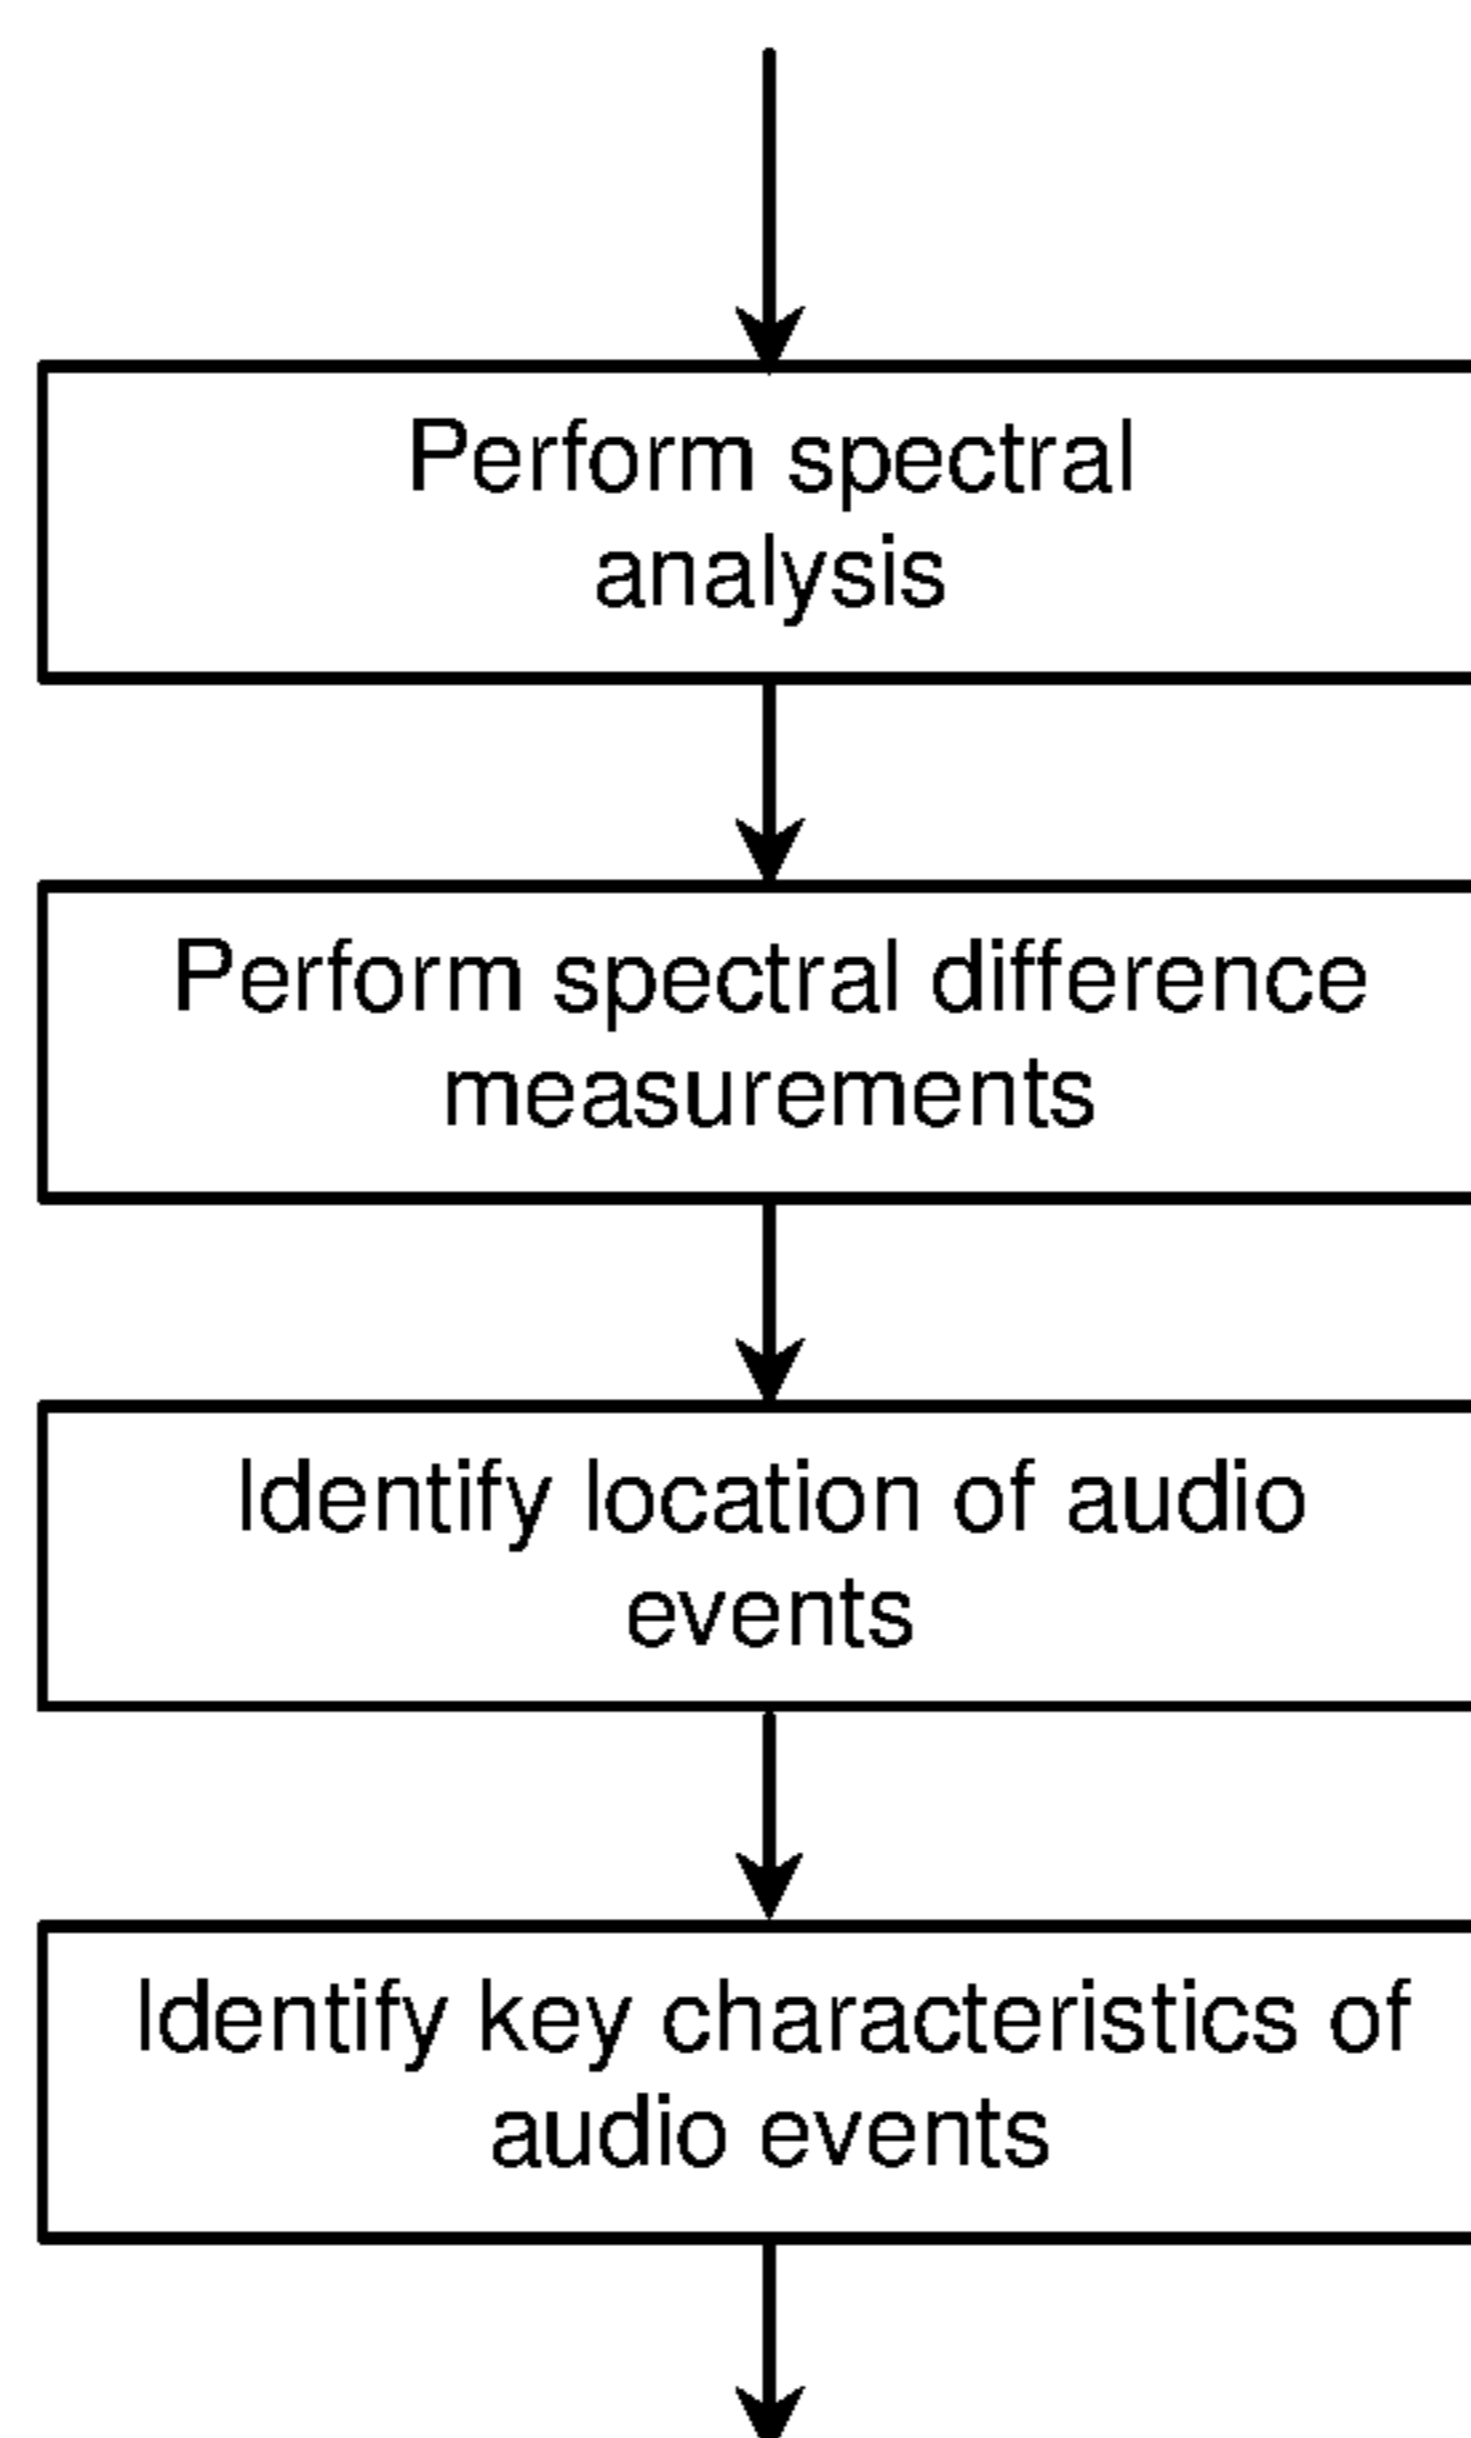 Perform spectral
analysis
Perform spectral difference
measurements
Identify location of audio
events
Identify key characteristics of
audio events